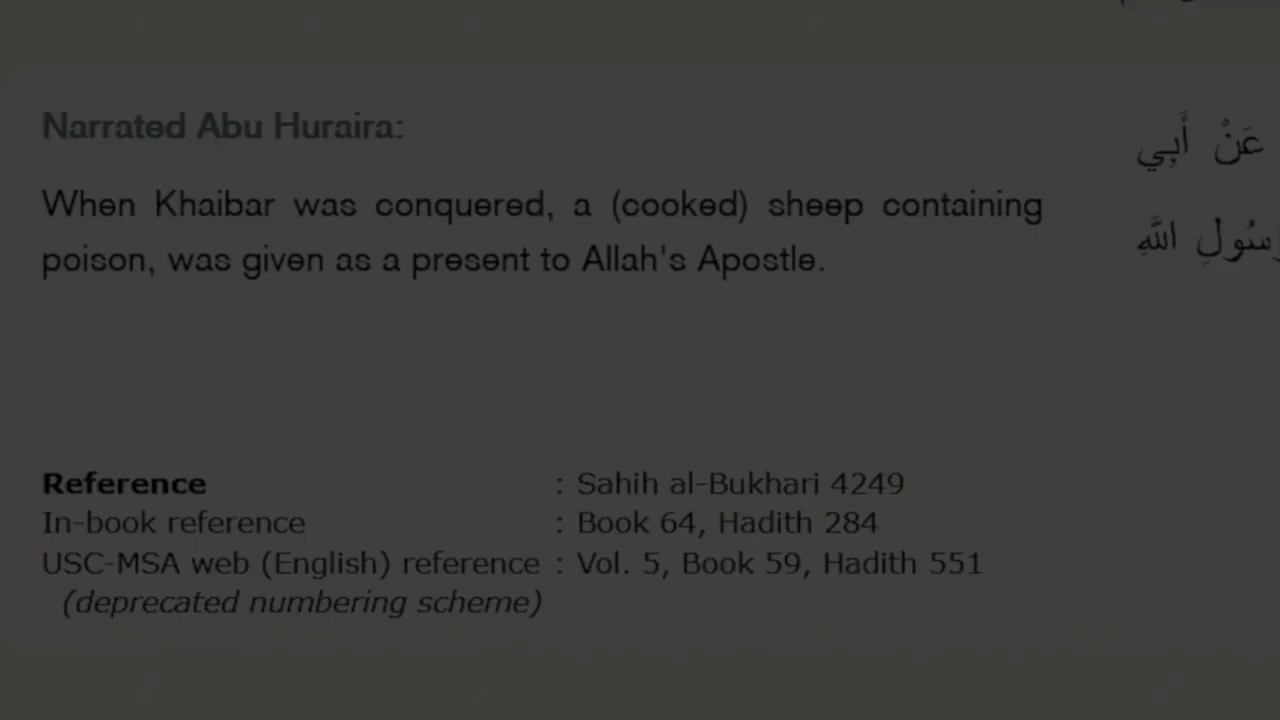 Narrated Abu Huraira:
When Khaibar was conquered, a (cooked) sheep containing
poison, was given as a present to Allah's Apostle.
عَنْ أَبِي
رَسُولِ اللَّهِ
Reference : Sahih al-Bukhari 4249
In-book reference : Book 64, Hadith 284
USC-MSA web (English) reference : Vol. 5, Book 59, Hadith 551
(deprecated numbering scheme)